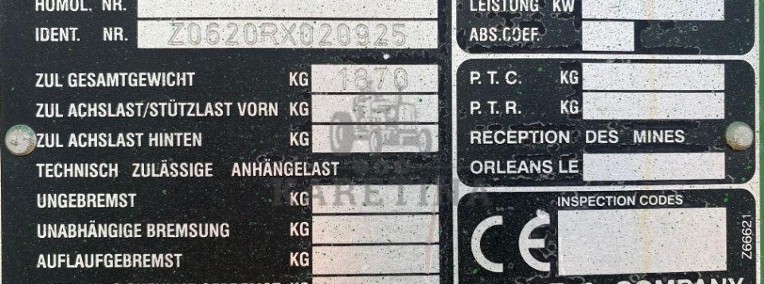 HOMOL. NR.
IDENT. NR. Z0620RX020925
ZUL GESAMTGEWICHT KG 1870
ZUL ACHSLAST/STÜTZLAST VORN KG
ZUL ACHSLAST HINTEN KG
TECHNISCH ZULÄSSIGE ANHÄNGELAST
UNGEBREMST KG
UNABHÄNGIGE BREMSUNG KG
AUFLAUFGEBREMST KG
LEISTUNG KW
ABS.COEF.
P.T.C. KG
P.T.R. KG
RECEPTION DES MINES
ORLEANS LE
INSPECTION CODES
CE
Z66621
COMPANY
KARETINA